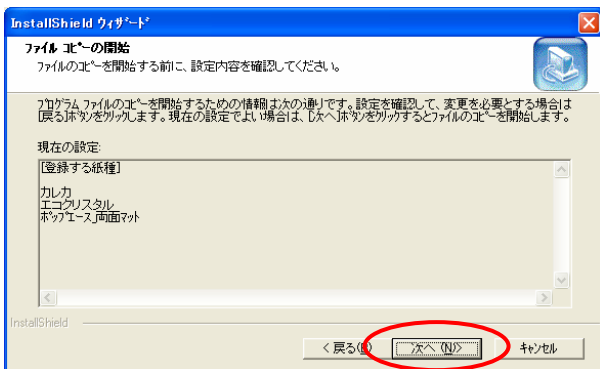 InstallShield ウィザード
ファイル コピーの開始
ファイルのコピーを開始する前に、設定内容を確認してください。
プログラム ファイルのコピーを開始するための情報は次の通りです。設定を確認して、変更を必要とする場合は
[戻る]ボタンをクリックします。現在の設定でよい場合は、[次へ]ボタンをクリックするとファイルのコピーを開始します。
現在の設定:
[登録する紙種]
カレカ
エコクリスタル
ポップエース_両面マット
InstallShield
< 戻る(B) 次へ (N)> キャンセル